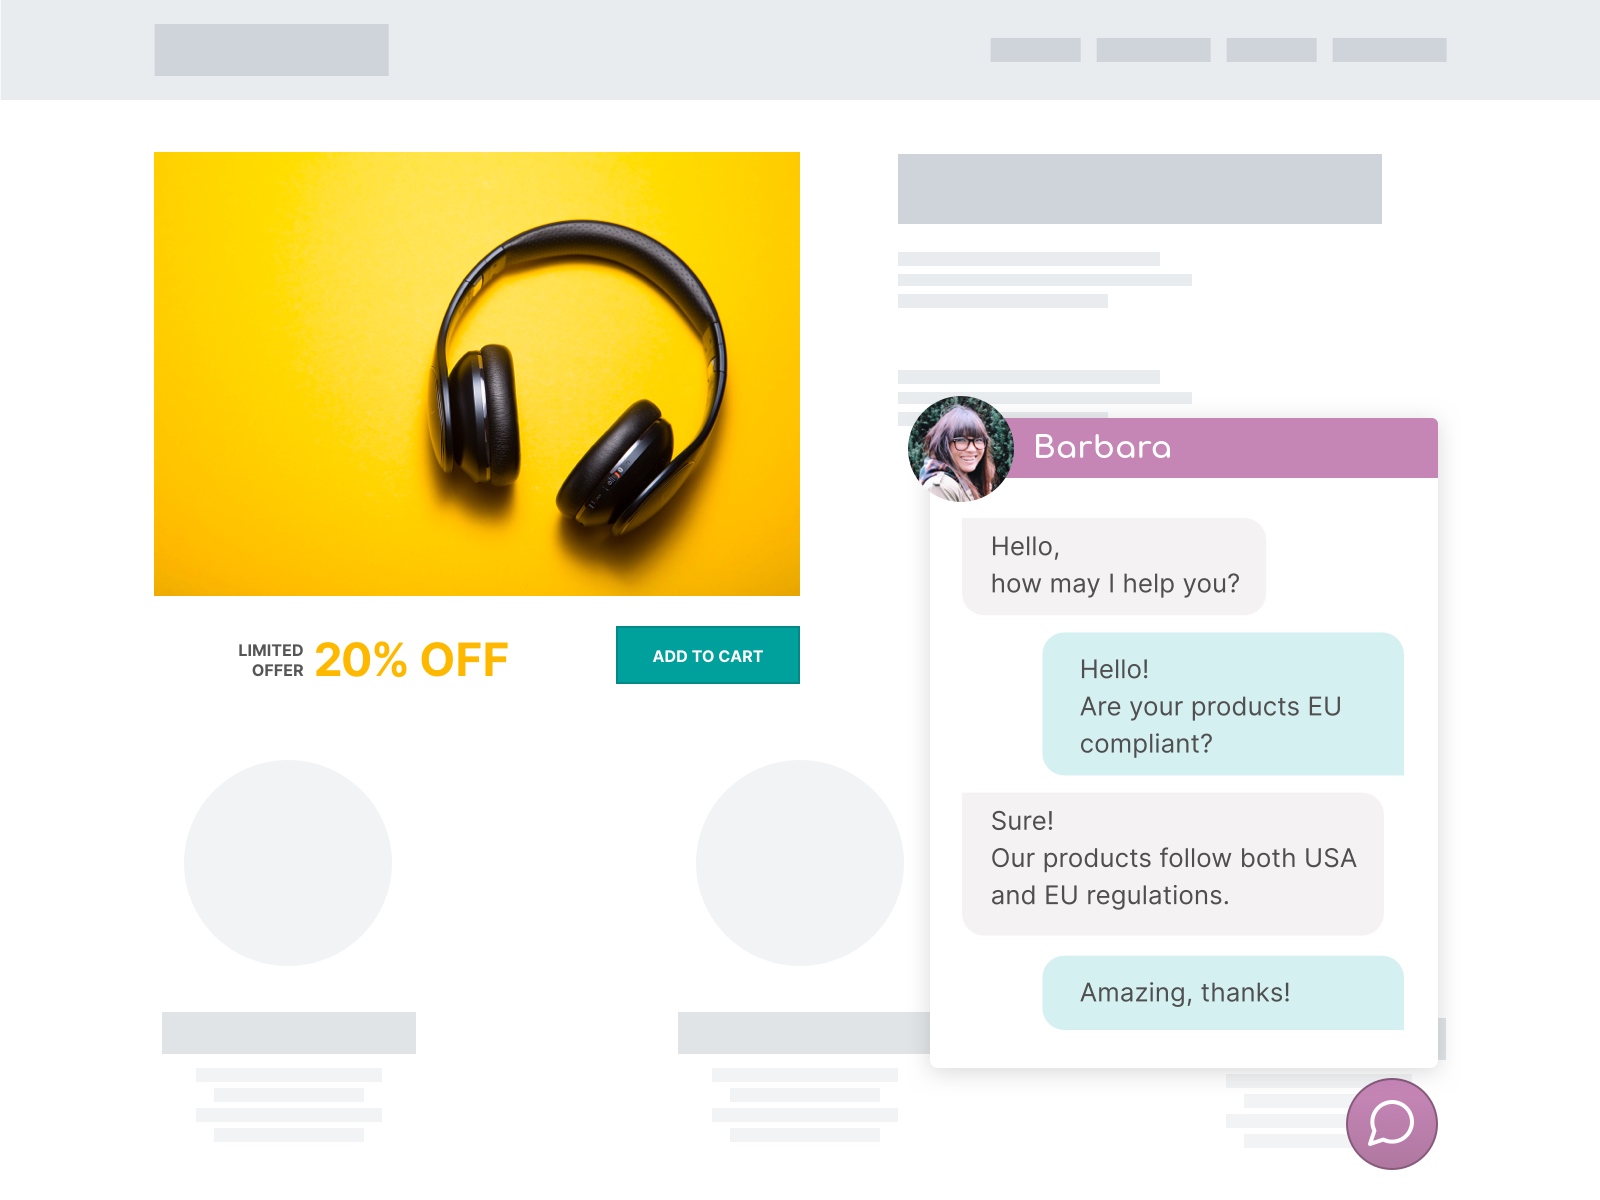 LIMITED
OFFER
20% OFF
ADD TO CART
Barbara
Hello,
how may I help you?
Hello!
Are your products EU
compliant?
Sure!
Our products follow both USA
and EU regulations.
Amazing, thanks!